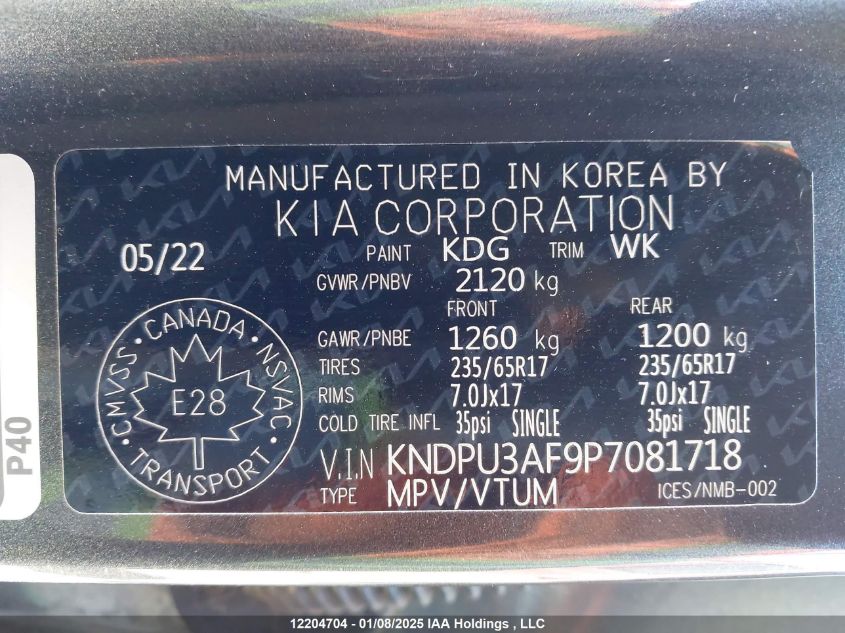 MANUFACTURED IN KOREA BY
KIA CORPORATION
05/22 PAINT KDG TRIM WK
GVWR/PNBV 2120 kg
FRONT REAR
GAWR/PNBE 1260 kg 1200 kg
TIRES 235/65R17 235/65R17
RIMS 7.0Jx17 7.0Jx17
COLD TIRE INFL 35psi SINGLE 35psi SINGLE
V.I.N KNDPU3AF9P7081718
TYPE MPV/VTUM ICES/NMB-002
CANADA · NSVAC · TRANSPORT · CMVSS ·
E28
P40
12204704 - 01/08/2025 IAA Holdings , LLC